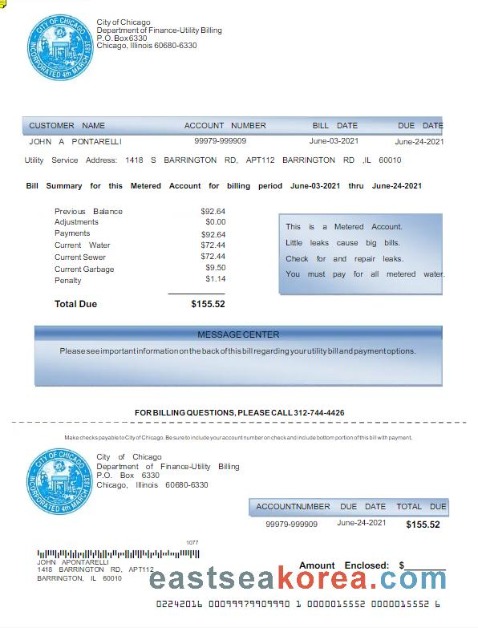 City of Chicago
Department of Finance-Utility Billing
P.O. Box 6330
Chicago, Illinois 60680-6330
CITY OF CHICAGO
INCORPORATED 4th MARCH 1837
CUSTOMER NAME ACCOUNT NUMBER BILL DATE DUE DATE
JOHN A PONTARELLI 99979-999909 June-03-2021 June-24-2021
Utility Service Address: 1418 S BARRINGTON RD, APT112 BARRINGTON RD ,IL 60010
Bill Summary for this Metered Account for billing period June-03-2021 thru June-24-2021
Previous Balance $92.64
Adjustments $0.00
Payments $92.64
Current Water $72.44
Current Sewer $72.44
Current Garbage $9.50
Penalty $1.14
Total Due $155.52
This is a Metered Account.
Little leaks cause big bills.
Check for and repair leaks.
You must pay for all metered water.
MESSAGE CENTER
Please see important information on the back of this bill regarding your utility bill and payment options.
FOR BILLING QUESTIONS, PLEASE CALL 312-744-4426
Make checks payable to City of Chicago. Be sure to include your account number on check and include bottom portion of this bill with payment.
CITY OF CHICAGO
INCORPORATED 4th MARCH 1837
City of Chicago
Department of Finance-Utility Billing
P.O. Box 6330
Chicago, Illinois 60680-6330
ACCOUNTNUMBER DUE DATE TOTAL DUE
99979-999909 June-24-2021 $155.52
1077
JOHN APONTARELLI
1418 BARRINGTON RD, APT112
BARRINGTON, IL 60010
Amount Enclosed: $
eastseakorea.com
02242016 00099979909990 1 0000015552 0000015552 6